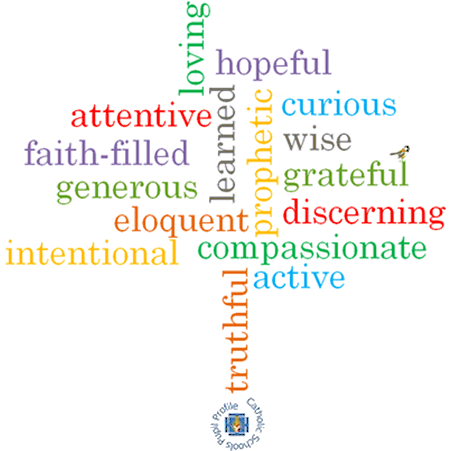 loving
hopeful
attentive
learned
prophetic
curious
faith-filled
wise
generous
grateful
eloquent
discerning
intentional
compassionate
truthful
active
Catholic Schools Pupil Profile